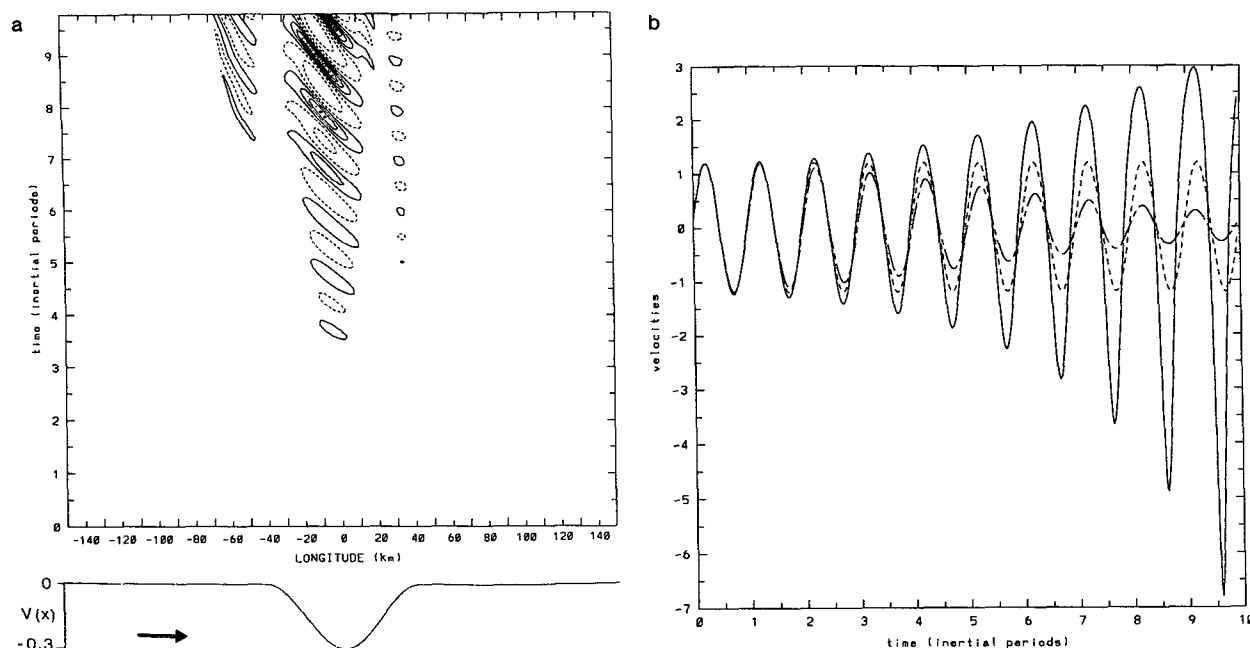 a
9
8
7
6
5
4
3
2
1
0
time (inertial periods)
-140 -120 -100 -80 -60 -40 -20 0 20 40 60 80 100 120 140
LONGITUDE (km)
0
V(x)
-0.3
b
3
2
1
0
-1
-2
-3
-4
-5
-6
-7
velocities
0 1 2 3 4 5 6 7 8 9 10
time (inertial periods)